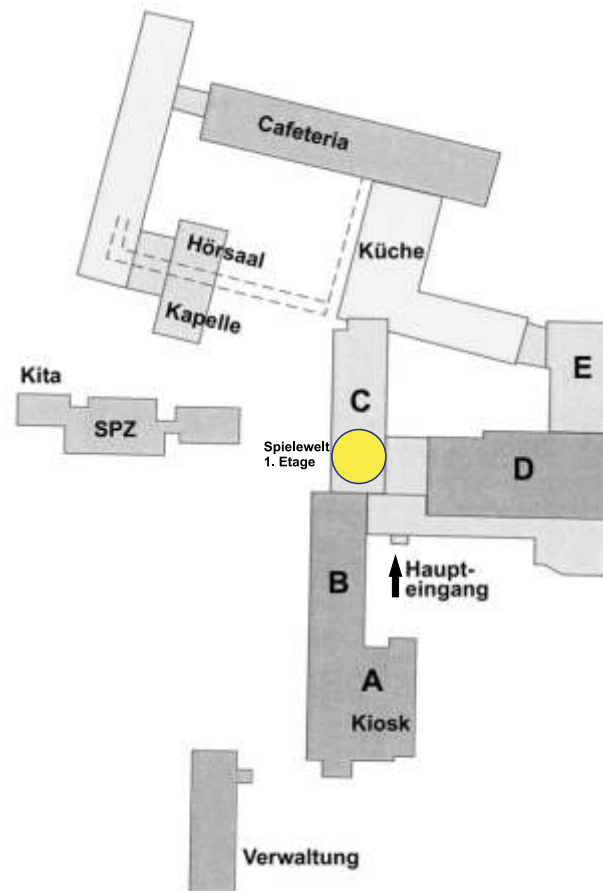 Cafeteria
Hörsaal
Küche
Kapelle
E
Kita
C
SPZ
Spielewelt
1. Etage
D
Haupt-
eingang
B
A
Kiosk
Verwaltung